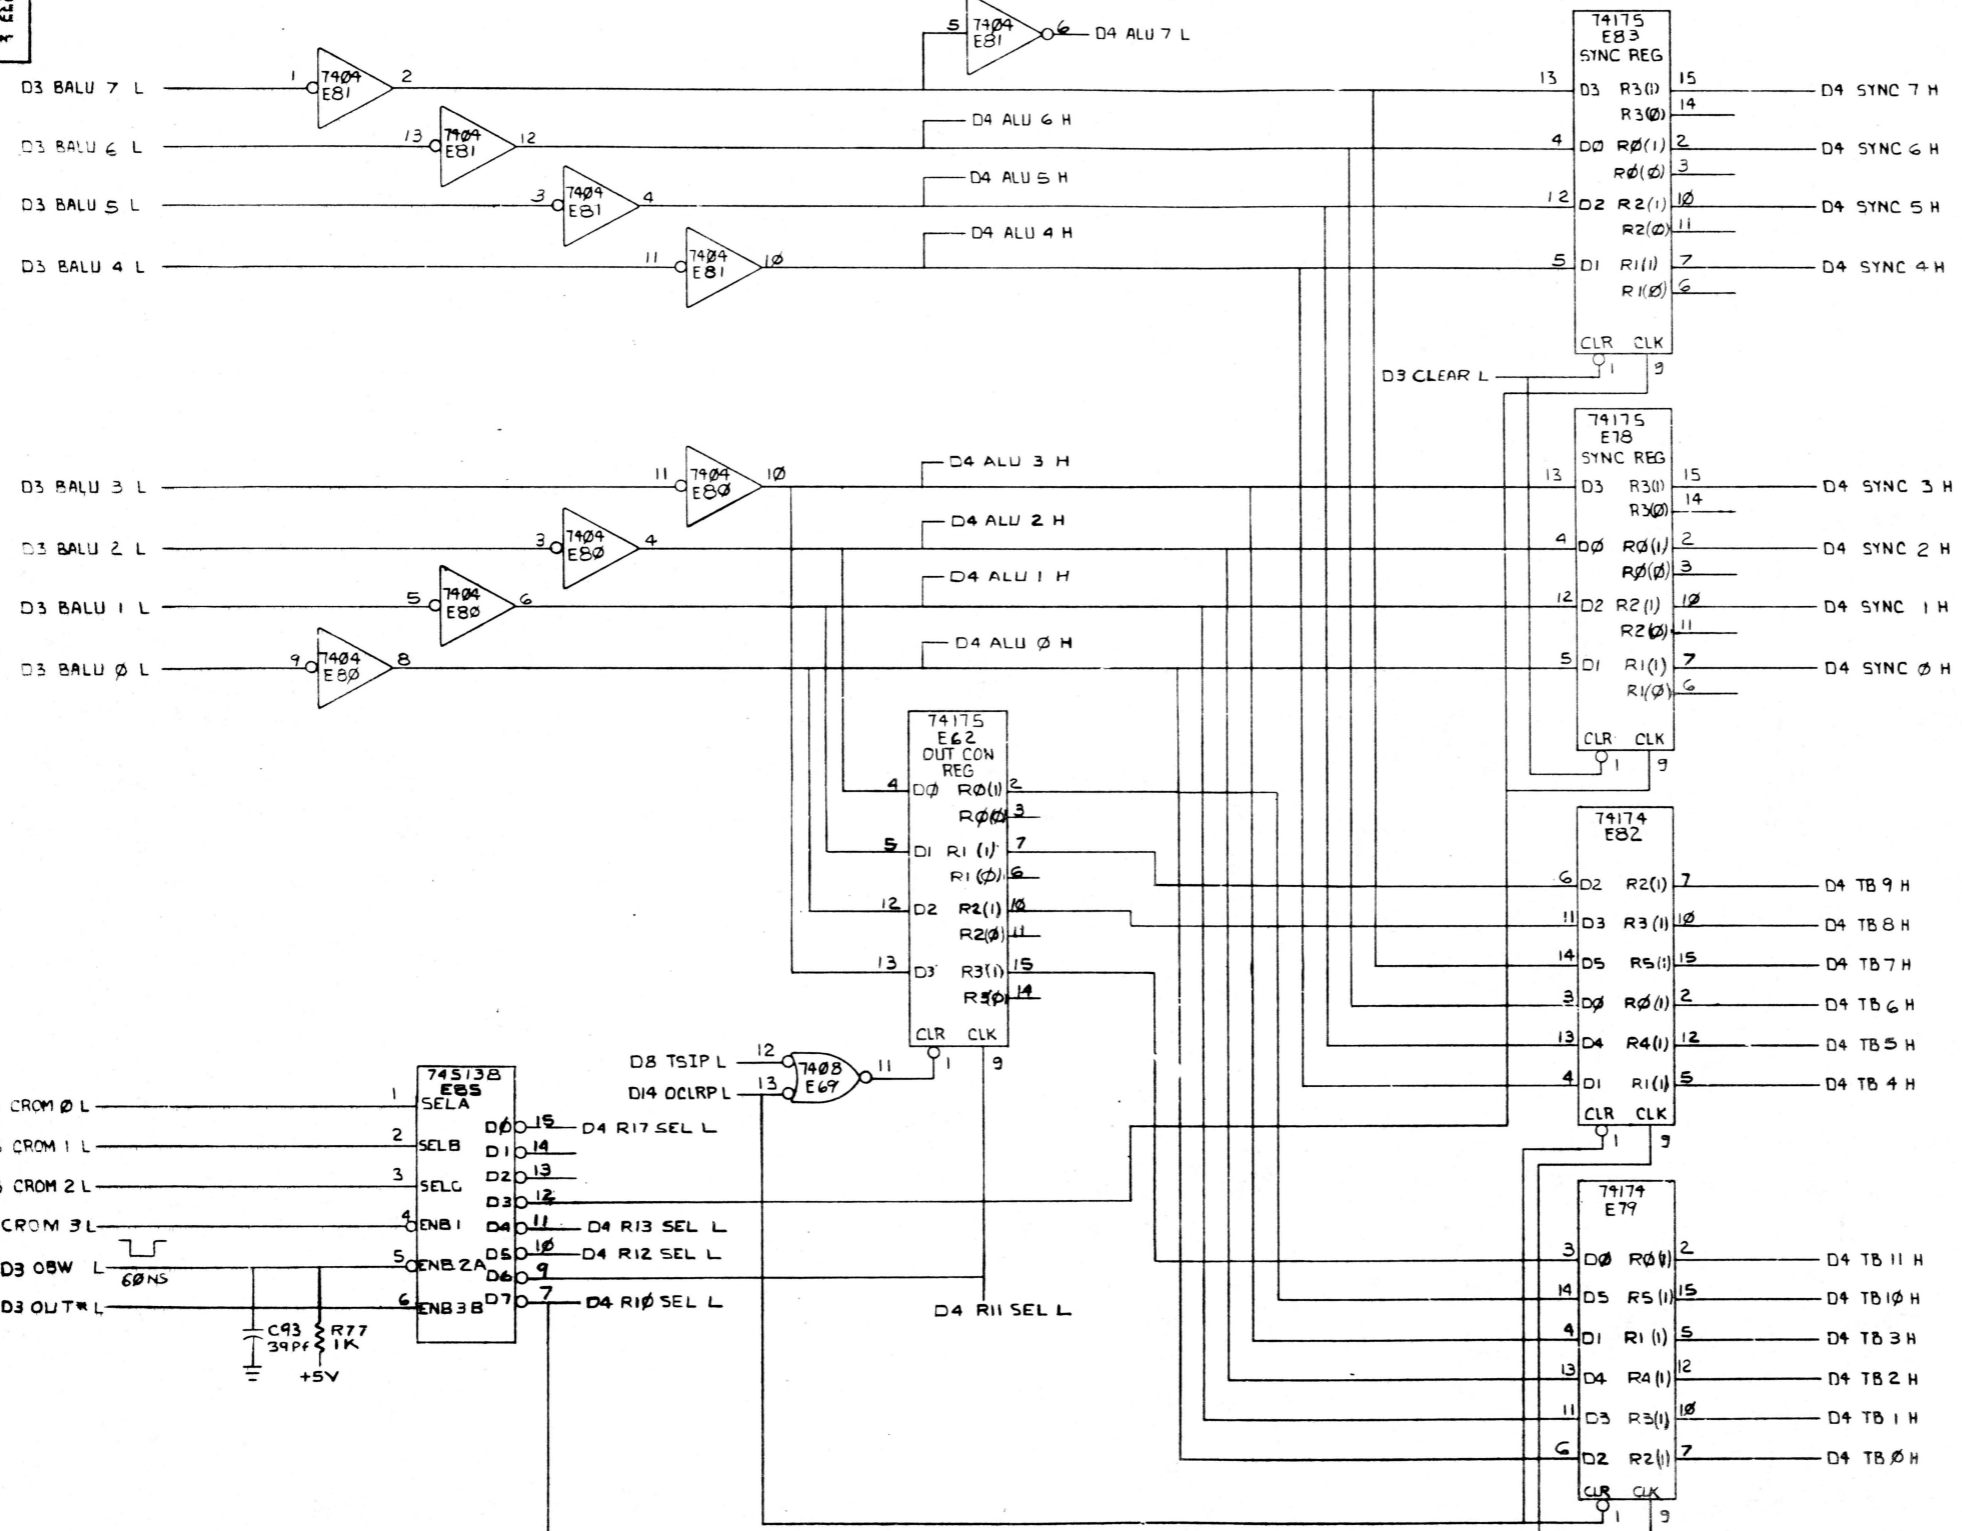 5 7404 E81 6 D4 ALU 7 L
D3 BALU 7 L 1 7404 E81 2
D3 BALU 6 L 13 7404 E81 12 D4 ALU 6 H
D3 BALU 5 L 3 7404 E81 4 D4 ALU 5 H
D3 BALU 4 L 11 7404 E81 10 D4 ALU 4 H
74175
E83
SYNC REG
13 D3 R3(1) 15 D4 SYNC 7 H
R3(Ø) 14
4 DØ RØ(1) 2 D4 SYNC 6 H
RØ(Ø) 3
12 D2 R2(1) 1Ø D4 SYNC 5 H
R2(Ø) 11
5 D1 R1(1) 7 D4 SYNC 4 H
R1(Ø) 6
CLR CLK
D3 CLEAR L 1 9
D3 BALU 3 L 11 74Ø4 E8Ø 1Ø D4 ALU 3 H
D3 BALU 2 L 3 74Ø4 E8Ø 4 D4 ALU 2 H
D3 BALU 1 L 5 74Ø4 E8Ø 6 D4 ALU 1 H
D3 BALU Ø L 9 74Ø4 E8Ø 8 D4 ALU Ø H
74175
E78
SYNC REG
13 D3 R3(1) 15 D4 SYNC 3 H
R3(Ø) 14
4 DØ RØ(1) 2 D4 SYNC 2 H
RØ(Ø) 3
12 D2 R2(1) 1Ø D4 SYNC 1 H
R2(Ø) 11
5 D1 R1(1) 7 D4 SYNC Ø H
R1(Ø) 6
CLR CLK
1 9
74175
E62
OUT CON
REG
4 DØ RØ(1) 2
RØ(Ø) 3
5 D1 R1(1) 7
R1(Ø) 6
12 D2 R2(1) 1Ø
R2(Ø) 11
13 D3 R3(1) 15
R3(Ø) 14
CLR CLK
1 9
D8 TSIP L 12
D14 OCLRP L 13
74Ø8
E69
11
74174
E82
6 D2 R2(1) 7 D4 TB 9 H
11 D3 R3(1) 1Ø D4 TB 8 H
14 D5 R5(1) 15 D4 TB 7 H
3 DØ RØ(1) 2 D4 TB 6 H
13 D4 R4(1) 12 D4 TB 5 H
4 D1 R1(1) 5 D4 TB 4 H
CLR CLK
1 9
74S138
E85
CROM Ø L 1 SELA
CROM 1 L 2 SELB
CROM 2 L 3 SELC
CROM 3 L 4 ENB1
D3 OBW L 6ØNS 5 ENB2A
D3 OUT* L 6 ENB3B
DØ 15 D4 R17 SEL L
D1 14
D2 13
D3 12
D4 11 D4 R13 SEL L
D5 1Ø D4 R12 SEL L
D6 9
D7 7 D4 R1Ø SEL L
D4 R11 SEL L
C93
39Pf
R77
1K
+5V
74174
E79
3 DØ RØ(1) 2 D4 TB 11 H
14 D5 R5(1) 15 D4 TB 1Ø H
4 D1 R1(1) 5 D4 TB 3 H
13 D4 R4(1) 12 D4 TB 2 H
11 D3 R3(1) 1Ø D4 TB 1 H
6 D2 R2(1) 7 D4 TB Ø H
CLR CLK
1 9